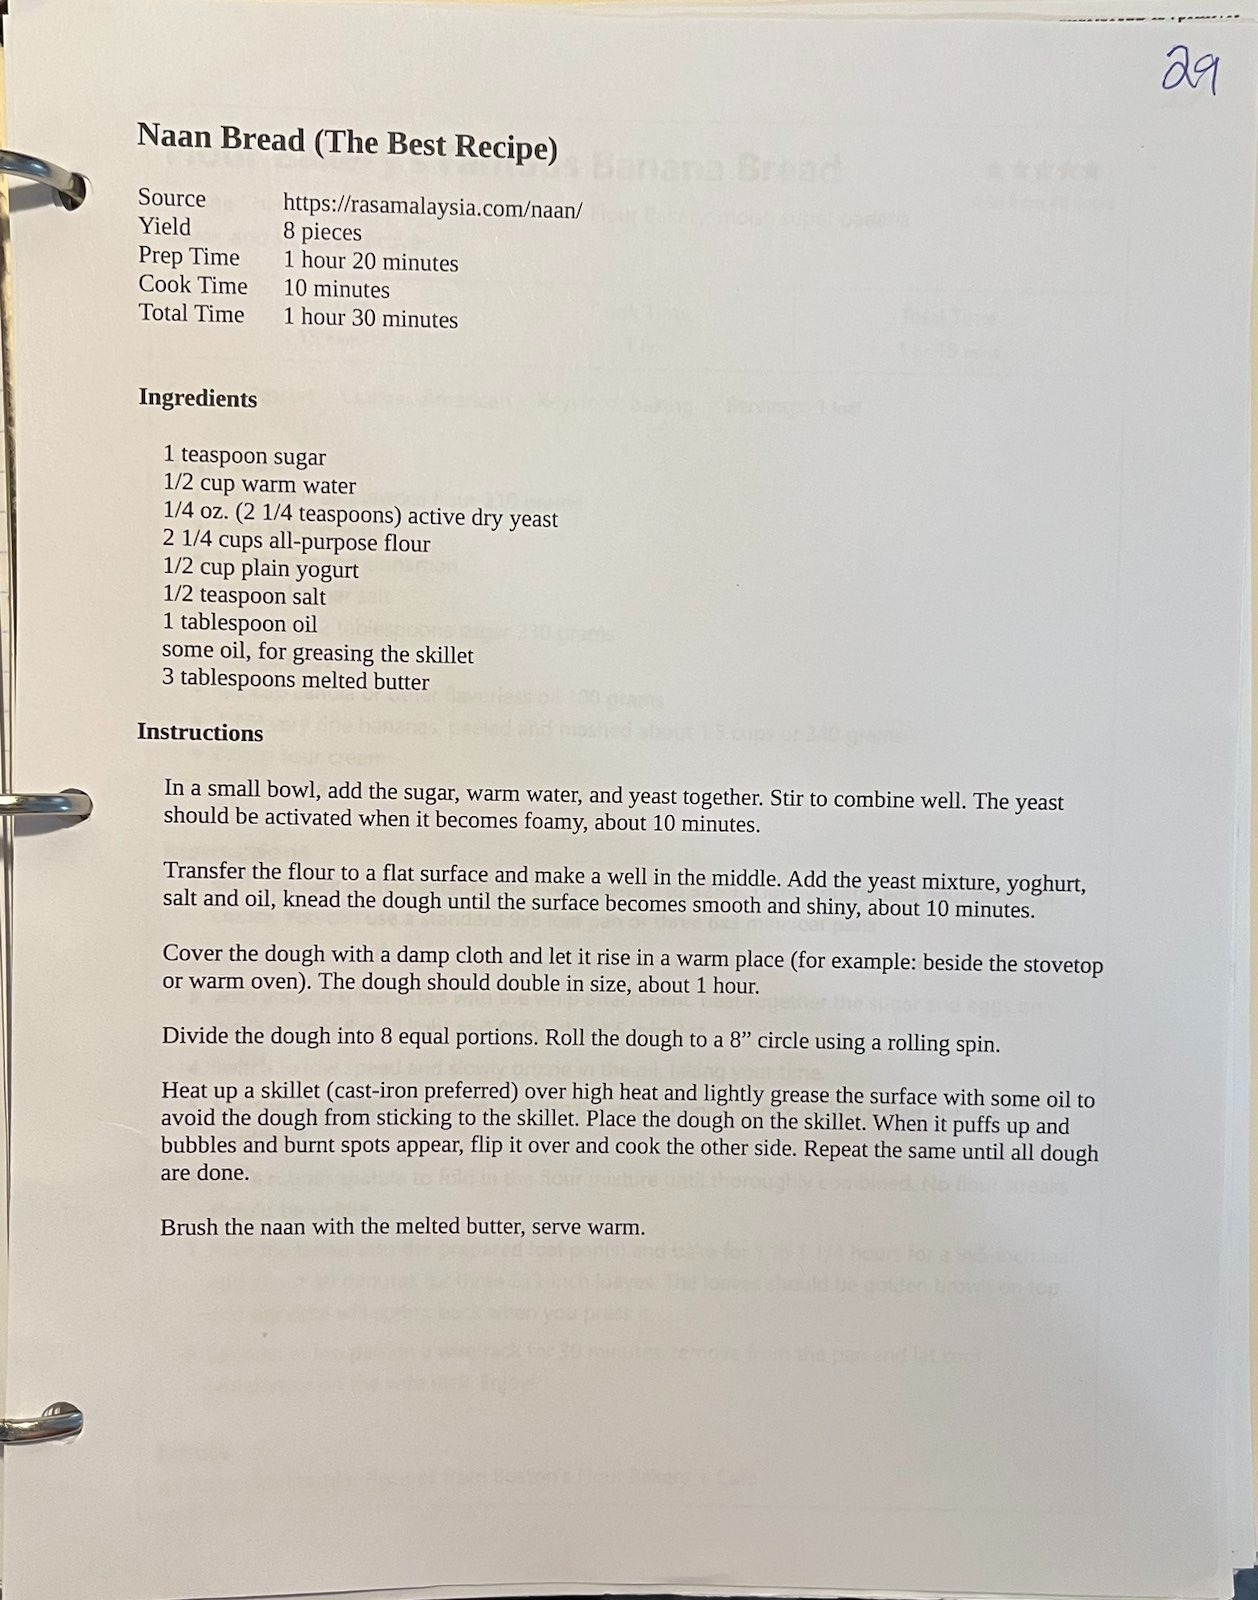 29
Naan Bread (The Best Recipe)
Source https://rasamalaysia.com/naan/
Yield 8 pieces
Prep Time 1 hour 20 minutes
Cook Time 10 minutes
Total Time 1 hour 30 minutes
Ingredients
1 teaspoon sugar
1/2 cup warm water
1/4 oz. (2 1/4 teaspoons) active dry yeast
2 1/4 cups all-purpose flour
1/2 cup plain yogurt
1/2 teaspoon salt
1 tablespoon oil
some oil, for greasing the skillet
3 tablespoons melted butter
Instructions
In a small bowl, add the sugar, warm water, and yeast together. Stir to combine well. The yeast
should be activated when it becomes foamy, about 10 minutes.
Transfer the flour to a flat surface and make a well in the middle. Add the yeast mixture, yoghurt,
salt and oil, knead the dough until the surface becomes smooth and shiny, about 10 minutes.
Cover the dough with a damp cloth and let it rise in a warm place (for example: beside the stovetop
or warm oven). The dough should double in size, about 1 hour.
Divide the dough into 8 equal portions. Roll the dough to a 8” circle using a rolling spin.
Heat up a skillet (cast-iron preferred) over high heat and lightly grease the surface with some oil to
avoid the dough from sticking to the skillet. Place the dough on the skillet. When it puffs up and
bubbles and burnt spots appear, flip it over and cook the other side. Repeat the same until all dough
are done.
Brush the naan with the melted butter, serve warm.